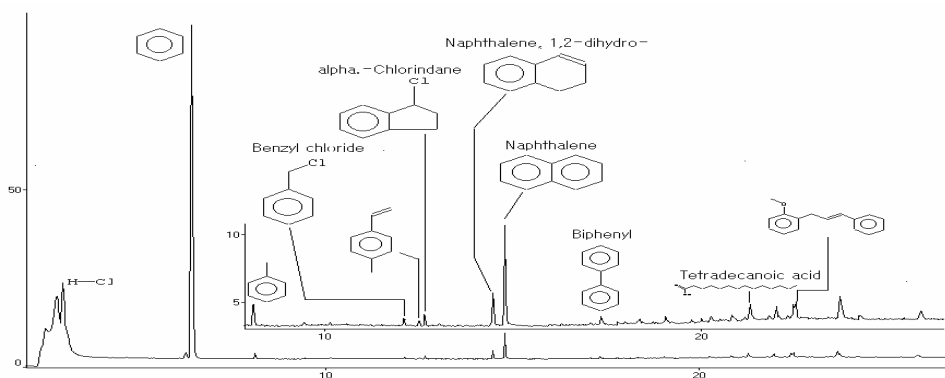 Naphthalene, 1,2-dihydro-
alpha.-Chlorindane
Cl
Benzyl chloride
Cl
Naphthalene
50
10
Biphenyl
H-Cl
5
Tetradecanoic acid
20
0
10
20